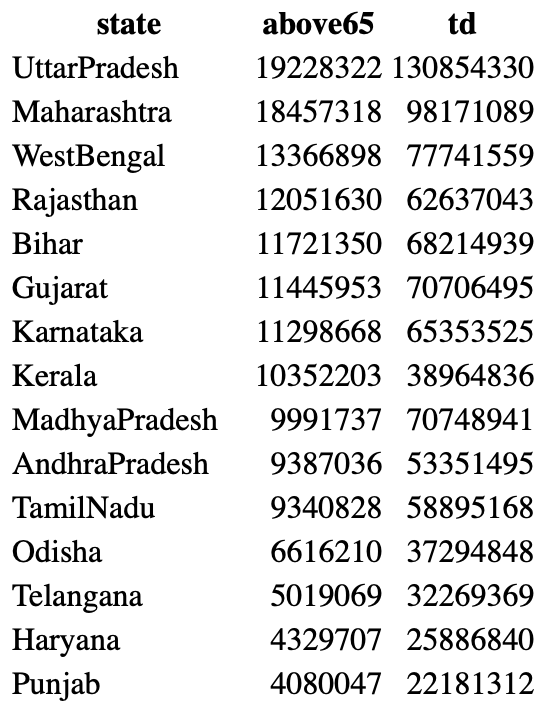 state above65 td
UttarPradesh 19228322 130854330
Maharashtra 18457318 98171089
WestBengal 13366898 77741559
Rajasthan 12051630 62637043
Bihar 11721350 68214939
Gujarat 11445953 70706495
Karnataka 11298668 65353525
Kerala 10352203 38964836
MadhyaPradesh 9991737 70748941
AndhraPradesh 9387036 53351495
TamilNadu 9340828 58895168
Odisha 6616210 37294848
Telangana 5019069 32269369
Haryana 4329707 25886840
Punjab 4080047 22181312